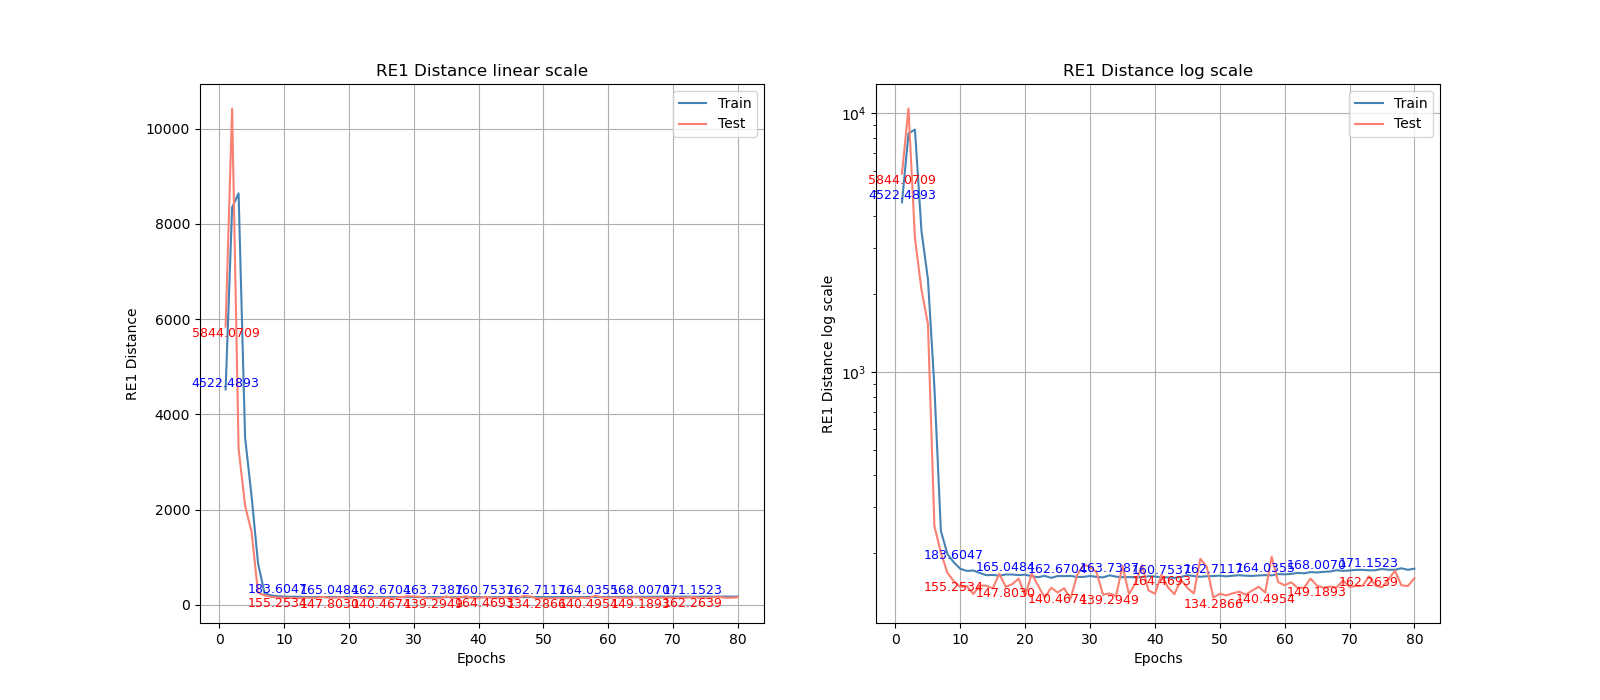 RE1 Distance linear scale
RE1 Distance
10000
8000
6000
4000
2000
0
Train
Test
5844.0709
4522.4893
183.6047 165.0484 162.6704 163.7387 160.7537 162.7117 164.0355 168.0070 171.1523
155.2534 147.8030 140.4674 139.2949 164.4693 134.2866 140.4954 149.1893 162.2639
0 10 20 30 40 50 60 70 80
Epochs
RE1 Distance log scale
RE1 Distance log scale
10^4
10^3
Train
Test
5844.0709
4522.4893
183.6047 165.0484 162.6704 163.7387 160.7537 162.7117 164.0355 168.0070 171.1523
155.2534 147.8030 140.4674 139.2949 164.4693 134.2866 140.4954 149.1893 162.2639
0 10 20 30 40 50 60 70 80
Epochs